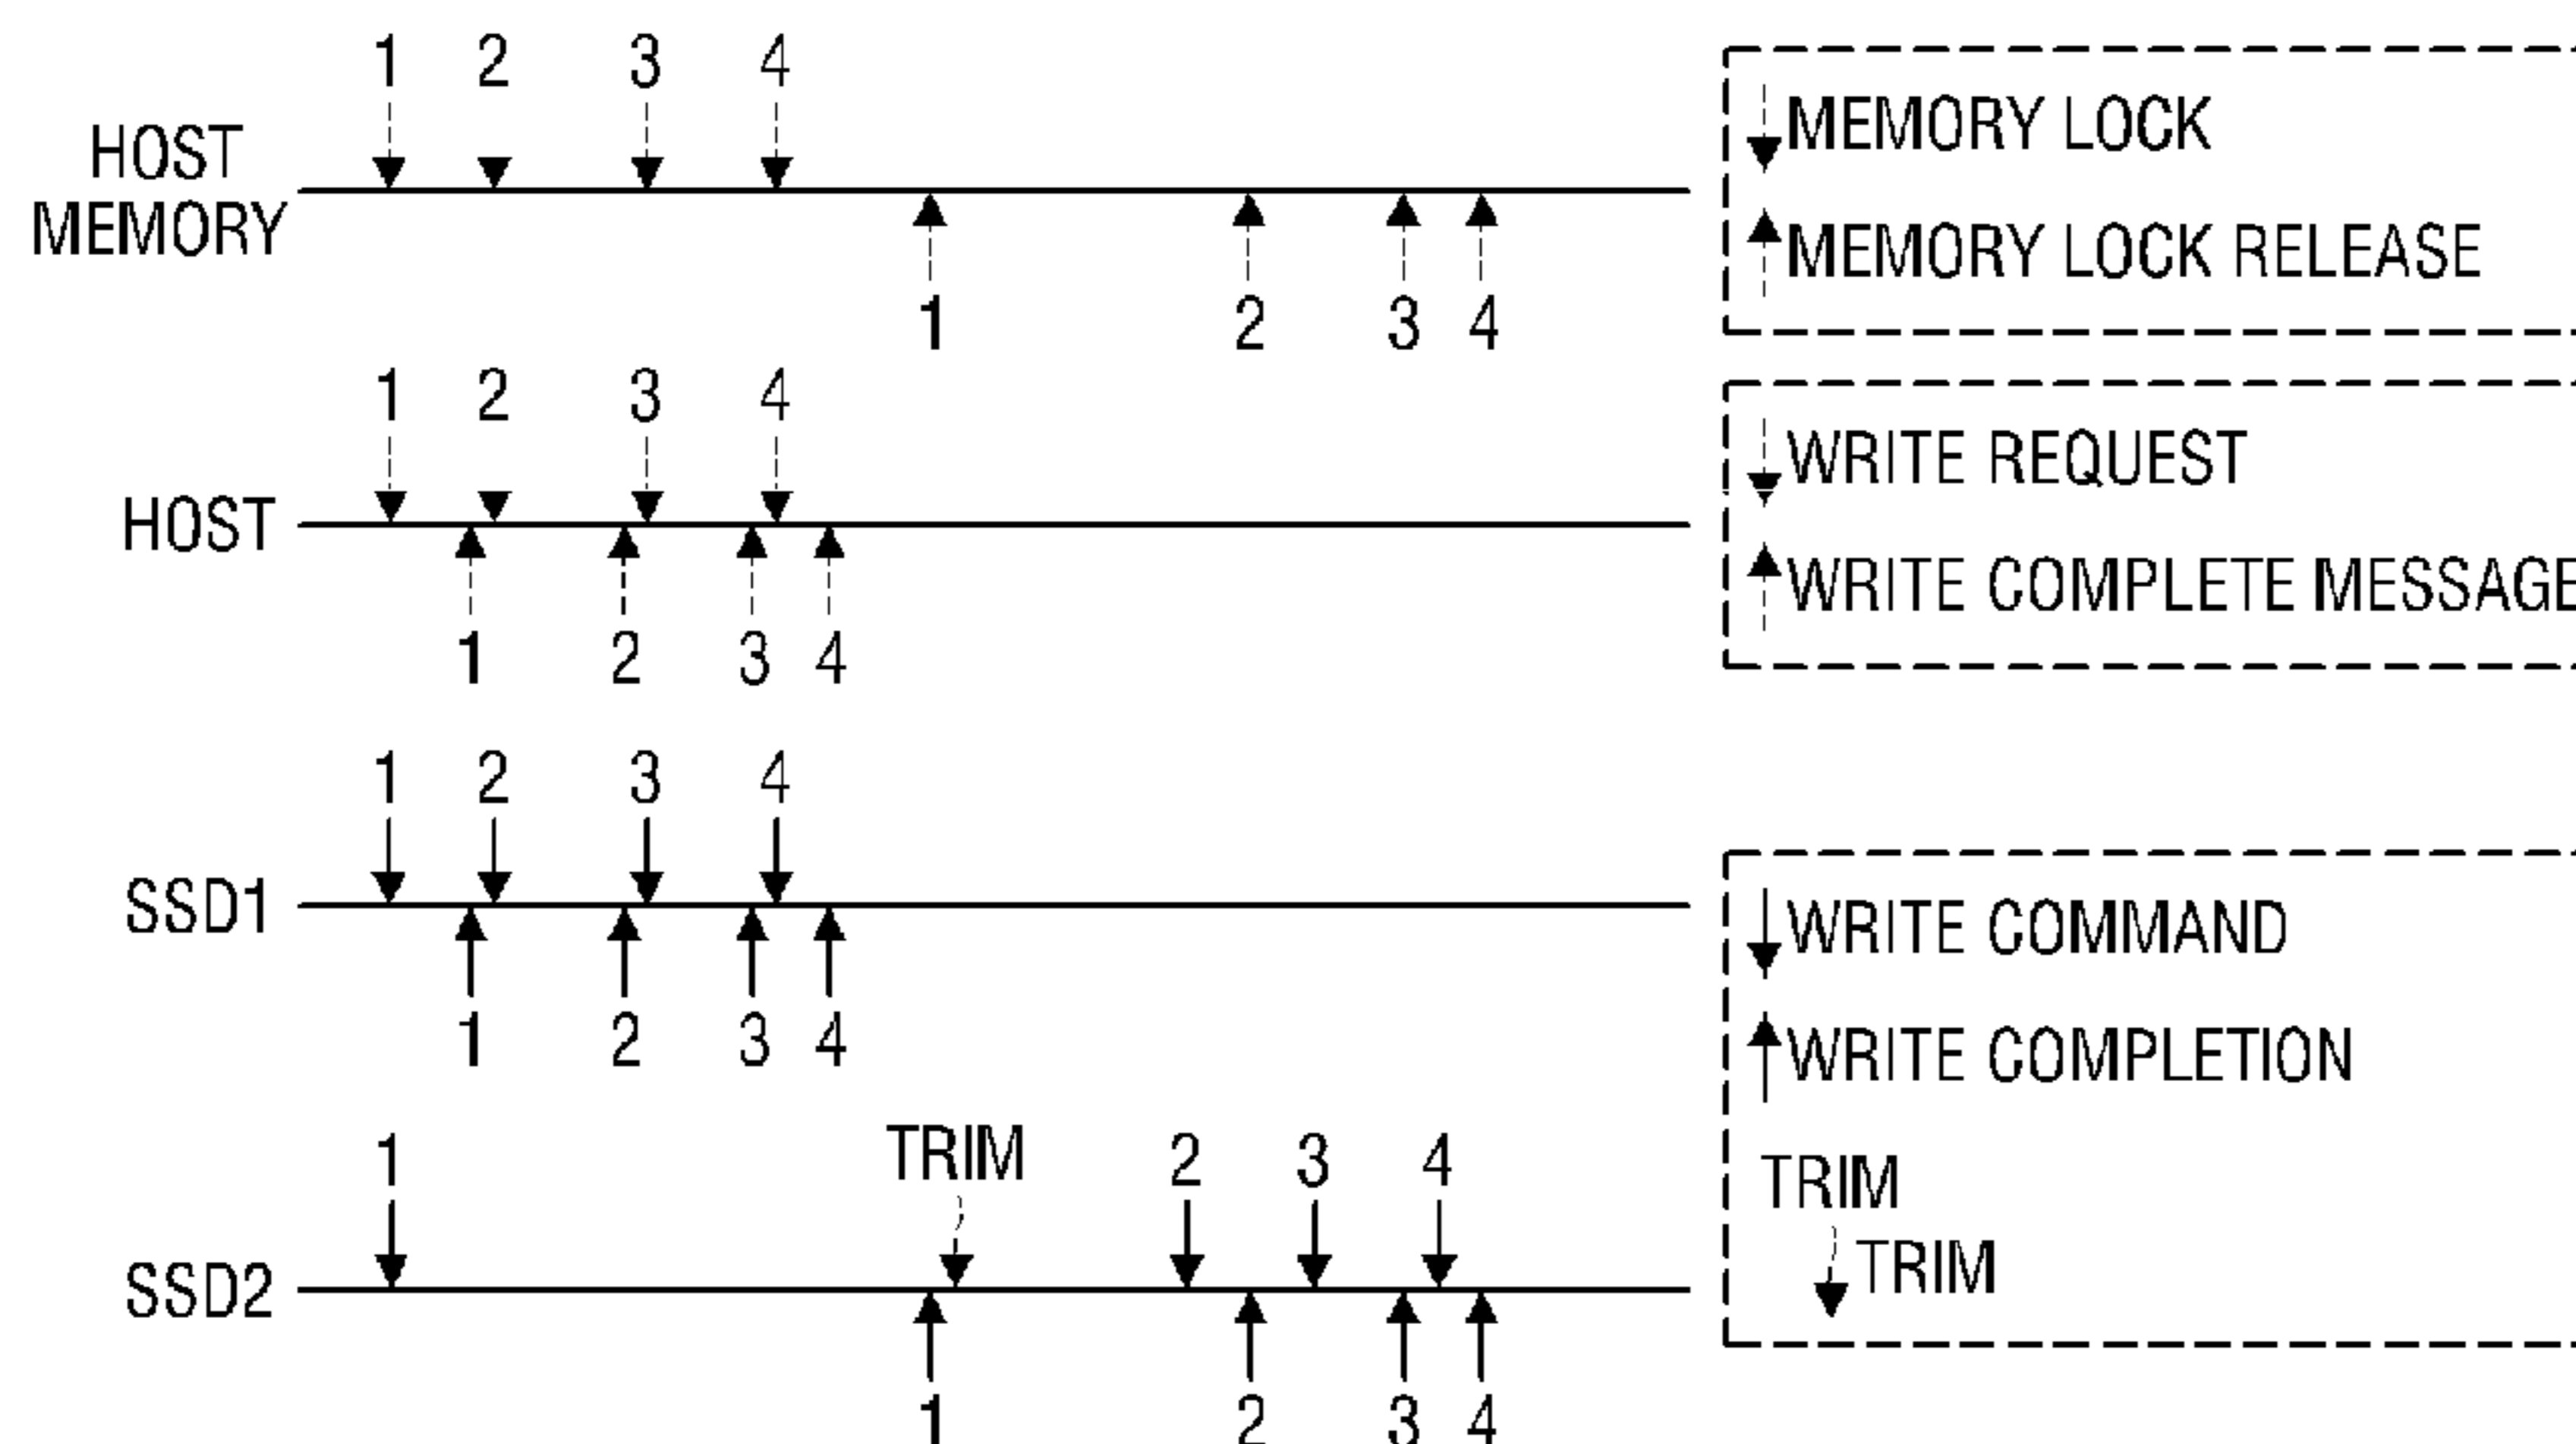 1 2 3 4
HOST
MEMORY
1 2 3 4
MEMORY LOCK
MEMORY LOCK RELEASE
1 2 3 4
HOST
1 2 3 4
WRITE REQUEST
WRITE COMPLETE MESSAGE
1 2 3 4
SSD1
1 2 3 4
1 TRIM 2 3 4
SSD2
1 2 3 4
WRITE COMMAND
WRITE COMPLETION
TRIM
TRIM